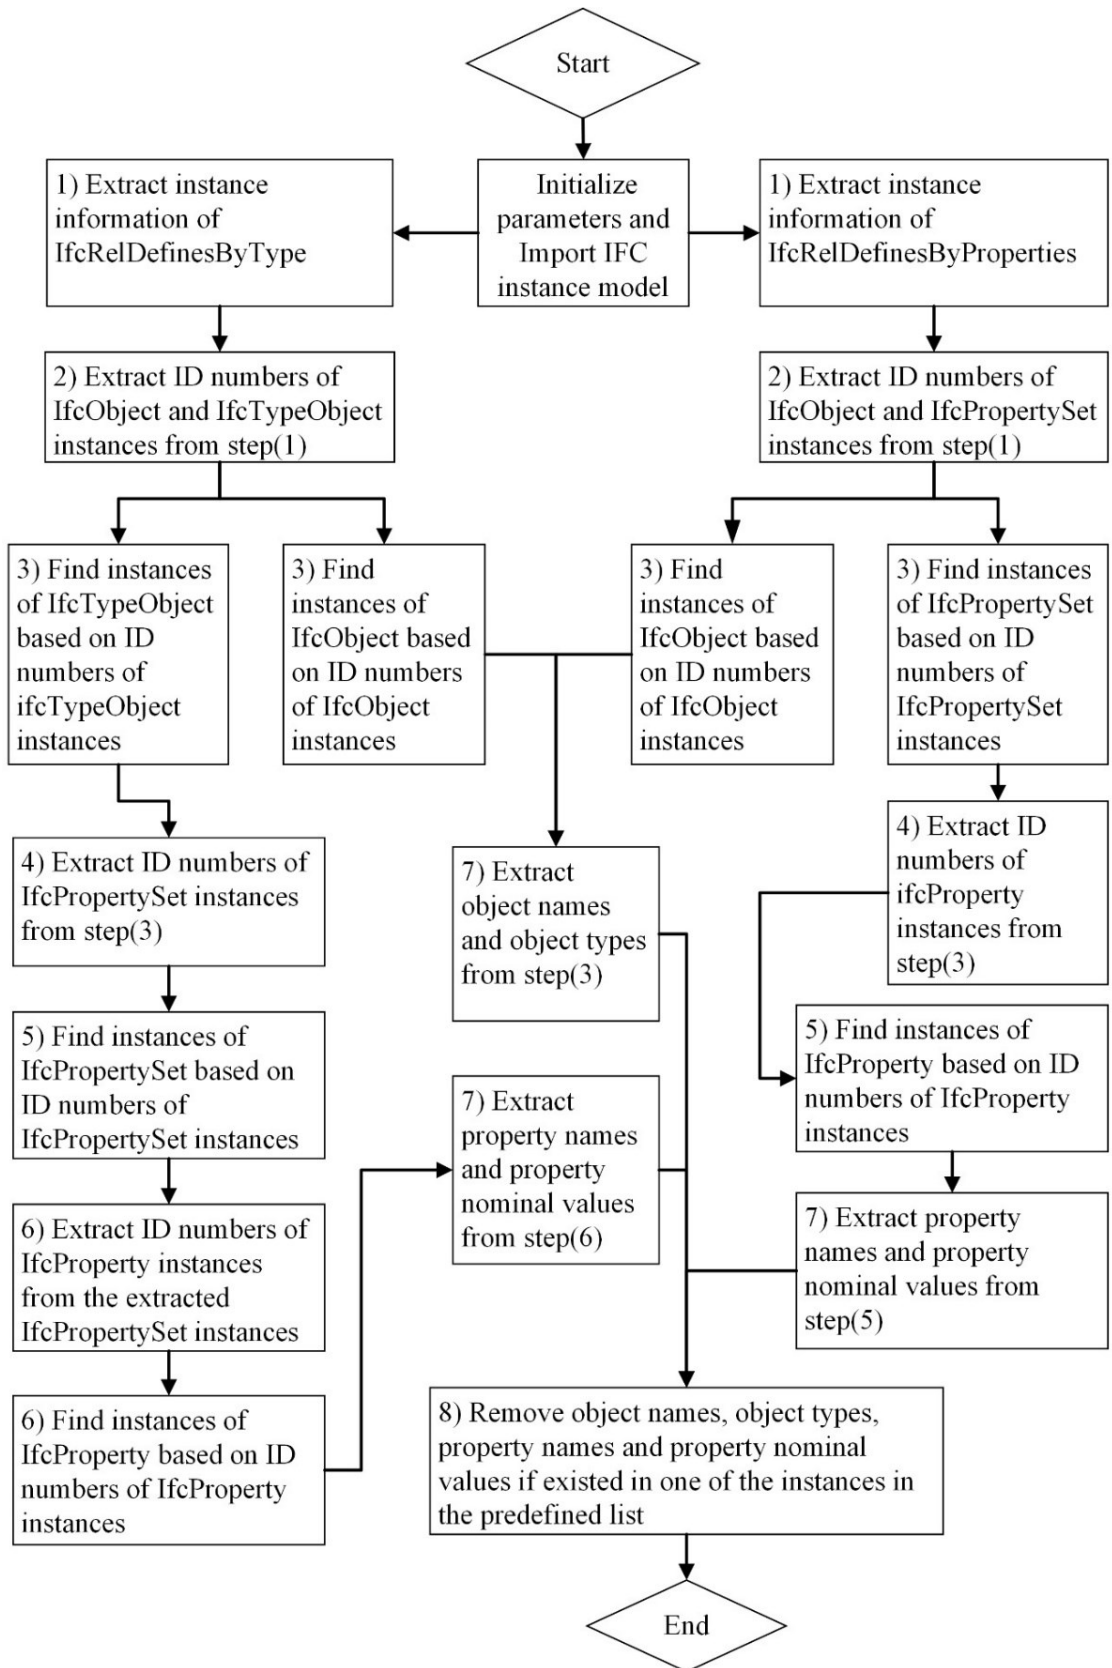 Start
1) Extract instance
information of
IfcRelDefinesByType
Initialize
parameters and
Import IFC
instance model
1) Extract instance
information of
IfcRelDefinesByProperties
2) Extract ID numbers of
IfcObject and IfcTypeObject
instances from step(1)
2) Extract ID numbers of
IfcObject and IfcPropertySet
instances from step(1)
3) Find instances
of IfcTypeObject
based on ID
numbers of
ifcTypeObject
instances
3) Find
instances of
IfcObject based
on ID numbers
of IfcObject
instances
3) Find
instances of
IfcObject based
on ID numbers
of IfcObject
instances
3) Find instances
of IfcPropertySet
based on ID
numbers of
IfcPropertySet
instances
4) Extract ID numbers of
IfcPropertySet instances
from step(3)
7) Extract
object names
and object types
from step(3)
4) Extract ID
numbers of
ifcProperty
instances from
step(3)
5) Find instances of
IfcPropertySet based on
ID numbers of
IfcPropertySet instances
5) Find instances of
IfcProperty based on ID
numbers of IfcProperty
instances
7) Extract
property names
and property
nominal values
from step(6)
6) Extract ID numbers of
IfcProperty instances
from the extracted
IfcPropertySet instances
7) Extract property
names and property
nominal values from
step(5)
6) Find instances of
IfcProperty based on ID
numbers of IfcProperty
instances
8) Remove object names, object types,
property names and property nominal
values if existed in one of the instances in
the predefined list
End